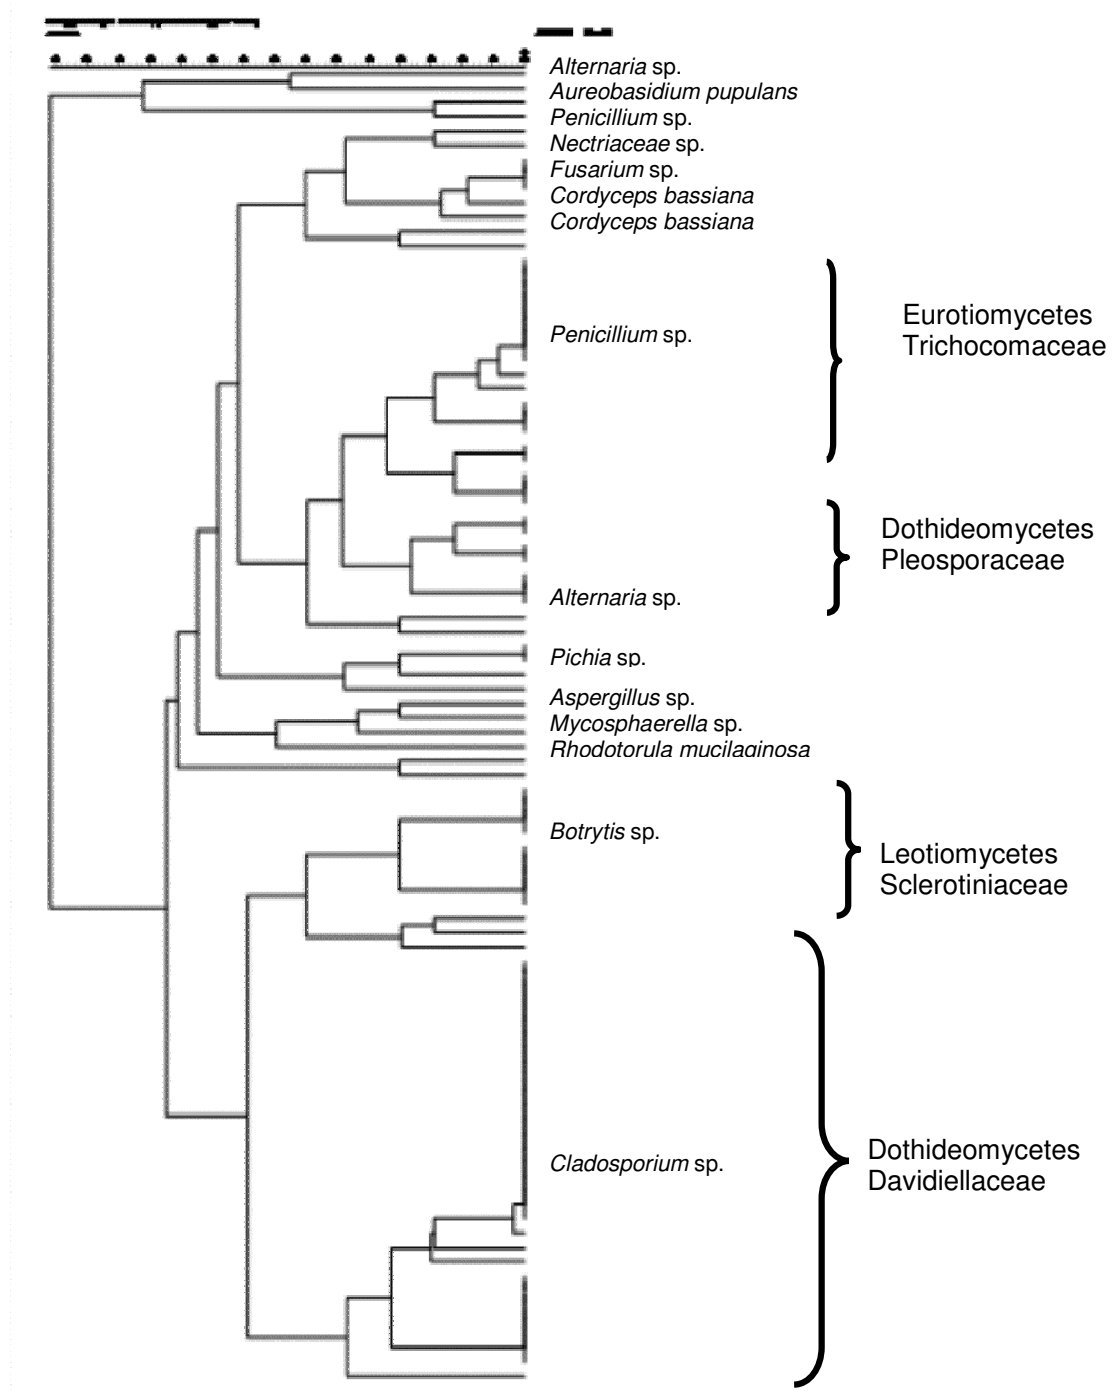 Alternaria sp.
Aureobasidium pupulans
Penicillium sp.
Nectriaceae sp.
Fusarium sp.
Cordyceps bassiana
Cordyceps bassiana
Eurotiomycetes
Trichocomaceae
Penicillium sp.
Dothideomycetes
Pleosporaceae
Alternaria sp.
Pichia sp.
Aspergillus sp.
Mycosphaerella sp.
Rhodotorula mucilaginosa
Botrytis sp.
Leotiomycetes
Sclerotiniaceae
Cladosporium sp.
Dothideomycetes
Davidiellaceae